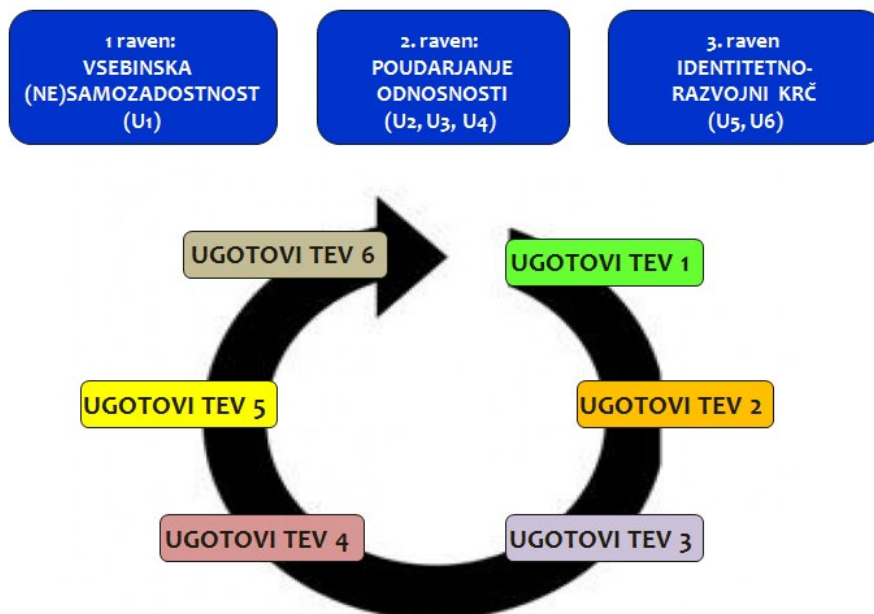 1 raven:
VSEBINSKA
(NE)SAMOZADOSTNOST
(U1)
2. raven:
POUDARJANJE
ODNOSNOSTI
(U2, U3, U4)
3. raven
IDENTITETNO-
RAZVOJNI KRČ
(U5, U6)
UGOTOVI TEV 6
UGOTOVI TEV 1
UGOTOVI TEV 5
UGOTOVI TEV 2
UGOTOVI TEV 4
UGOTOVI TEV 3